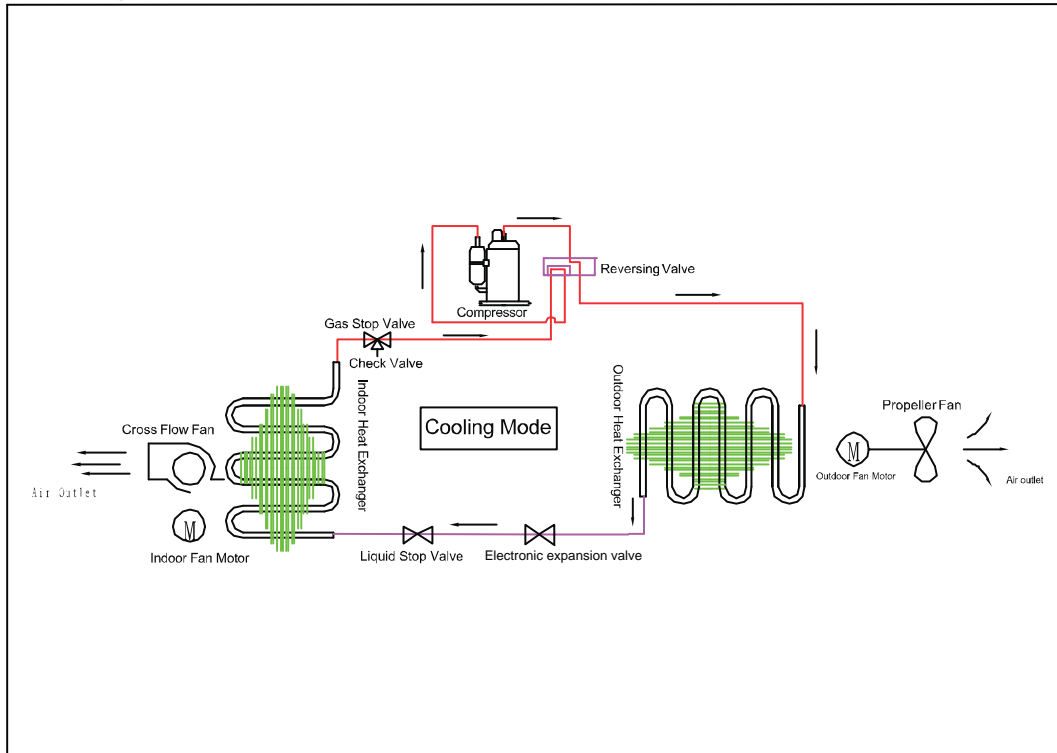 Reversing Valve
Compressor
Gas Stop Valve
Check Valve
Indoor Heat Exchanger
Outdoor Heat Exchanger
Cooling Mode
Propeller Fan
Cross Flow Fan
M
Outdoor Fan Motor
Air outlet
Air Outlet
M
Indoor Fan Motor
Liquid Stop Valve
Electronic expansion valve